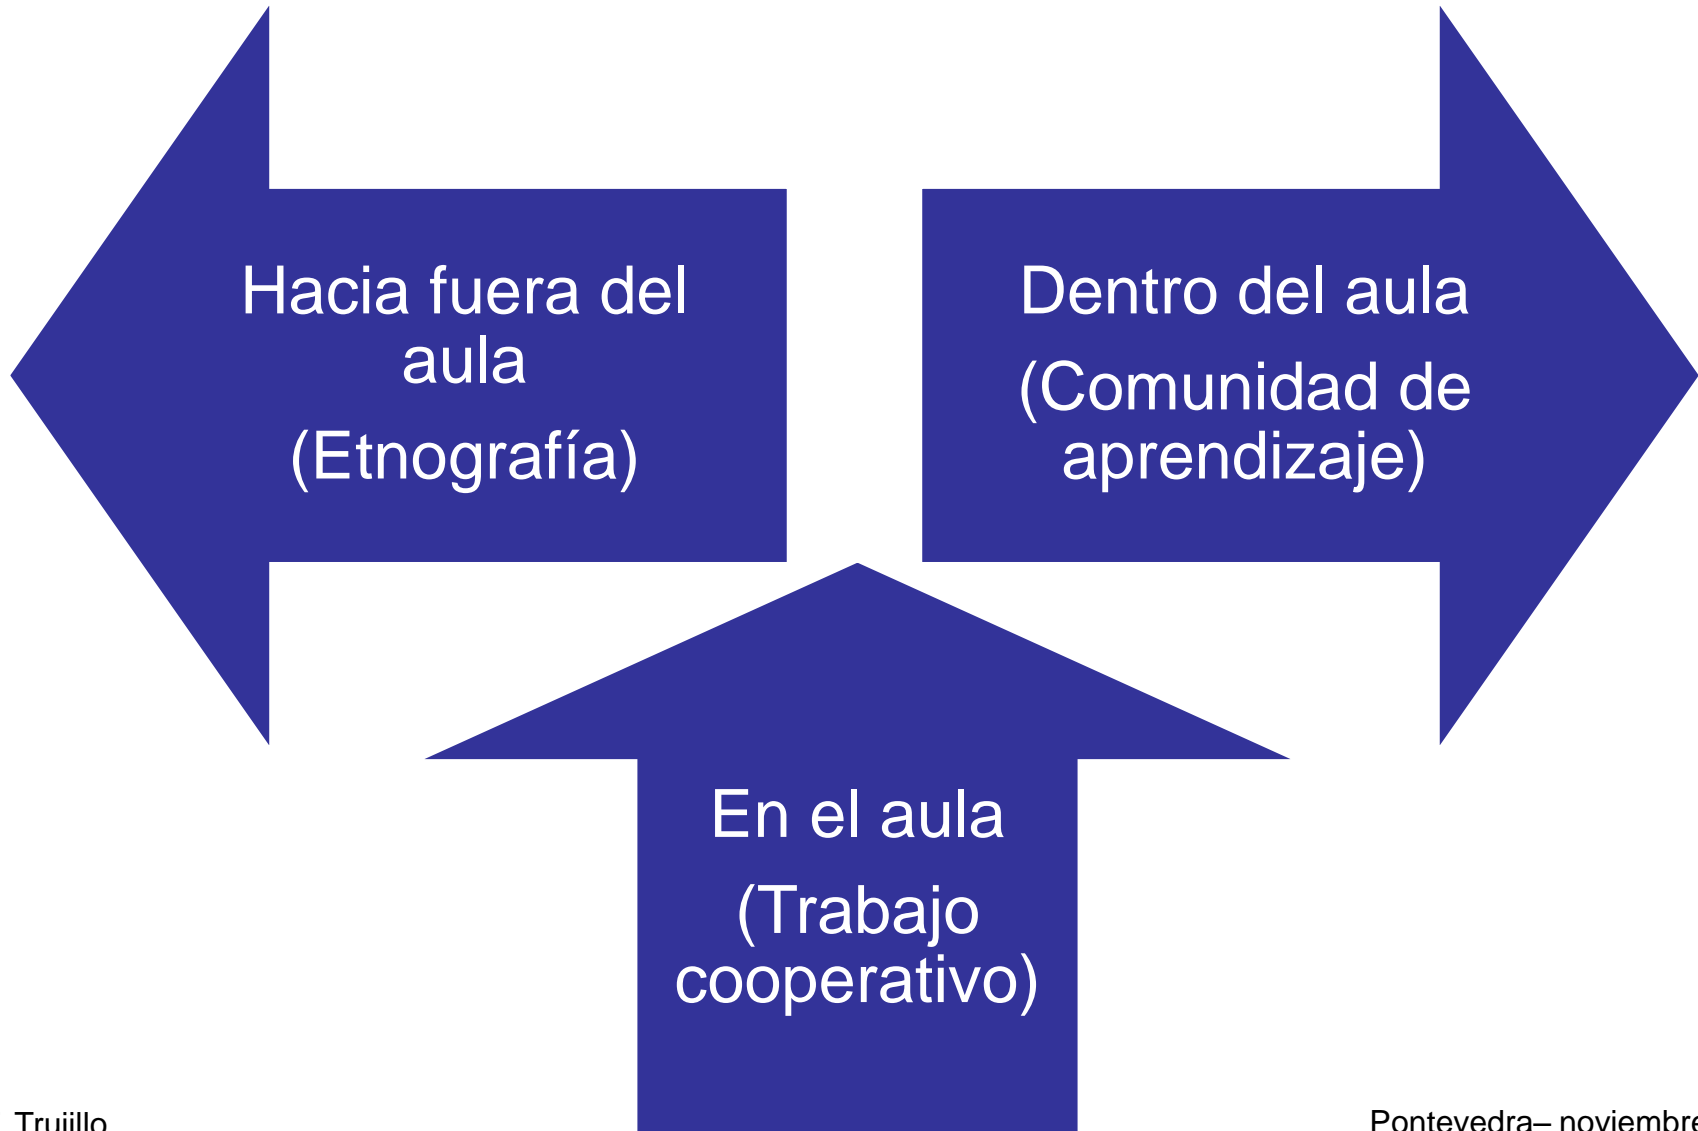 Hacia fuera del
aula
(Etnografía)
Dentro del aula
(Comunidad de
aprendizaje)
En el aula
(Trabajo
cooperativo)
Trujillo
Pontevedra– noviembre